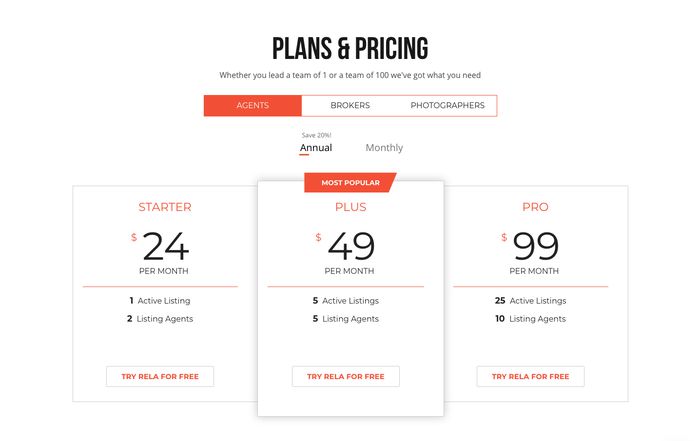 PLANS & PRICING
Whether you lead a team of 1 or a team of 100 we've got what you need
AGENTS BROKERS PHOTOGRAPHERS
Save 20%!
Annual Monthly
MOST POPULAR
STARTER
$ 24
PER MONTH
1 Active Listing
2 Listing Agents
TRY RELA FOR FREE
PLUS
$ 49
PER MONTH
5 Active Listings
5 Listing Agents
TRY RELA FOR FREE
PRO
$ 99
PER MONTH
25 Active Listings
10 Listing Agents
TRY RELA FOR FREE